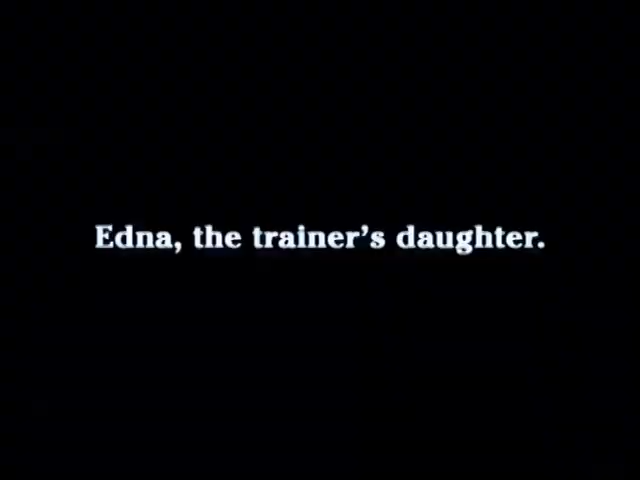 Edna, the trainer’s daughter.